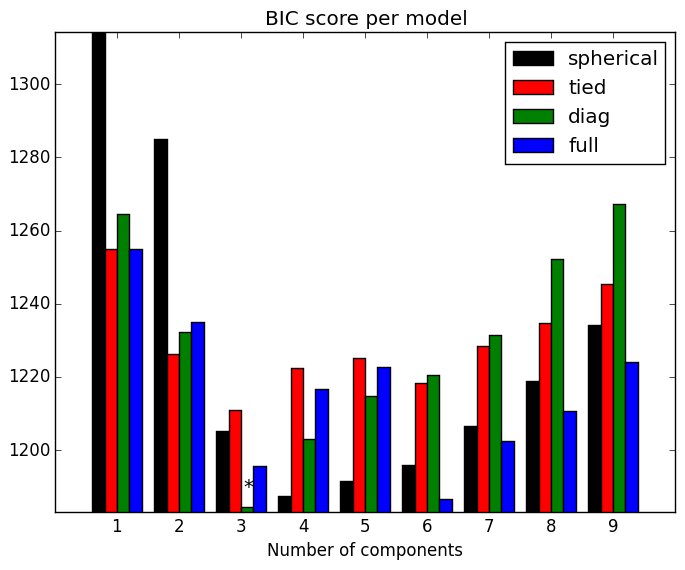 BIC score per model
spherical
tied
diag
full
1300
1280
1260
1240
1220
1200
*
1 2 3 4 5 6 7 8 9
Number of components